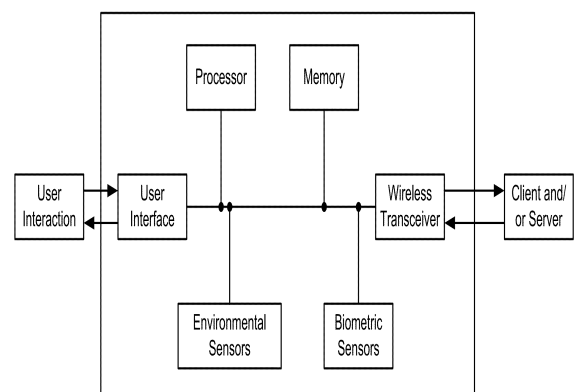 Processor
Memory
User
Interaction
User
Interface
Wireless
Transceiver
Client and/
or Server
Environmental
Sensors
Biometric
Sensors